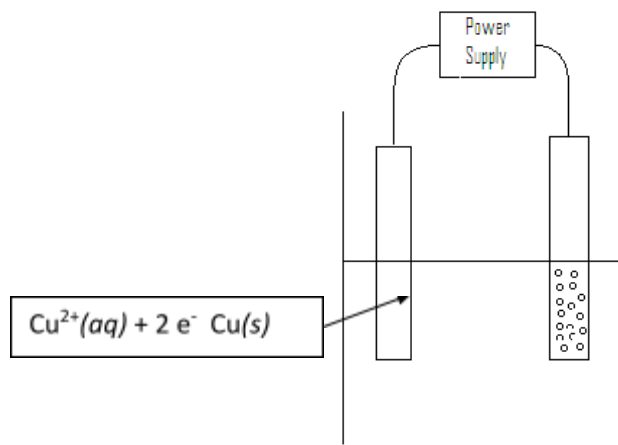 Power
Supply
Cu²⁺(aq) + 2 e⁻ Cu(s)